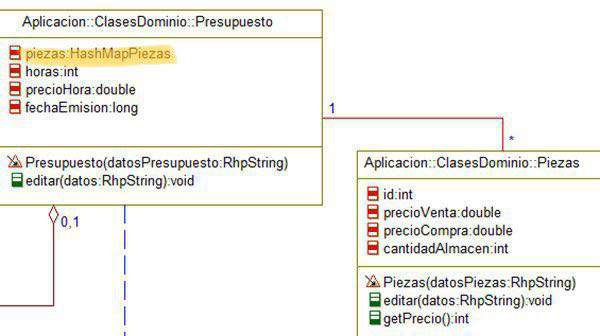 Aplicacion::ClasesDominio::Presupuesto
piezas:HashMapPiezas
horas:int
precioHora:double
fechaEmision:long
Presupuesto(datosPresupuesto:RhpString)
editar(datos:RhpString):void
1
*
0,1
Aplicacion::ClasesDominio::Piezas
id:int
precioVenta:double
precioCompra:double
cantidadAlmacen:int
Piezas(datosPiezas:RhpString)
editar(datos:RhpString):void
getPrecio():int